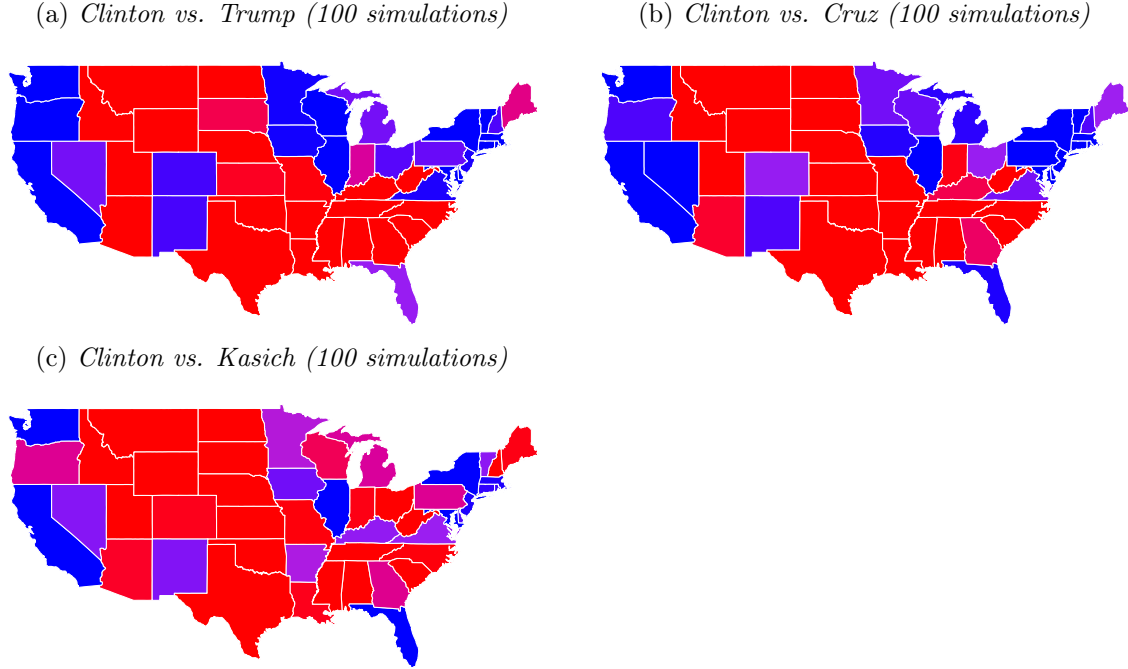 (a) Clinton vs. Trump (100 simulations)
(b) Clinton vs. Cruz (100 simulations)
(c) Clinton vs. Kasich (100 simulations)